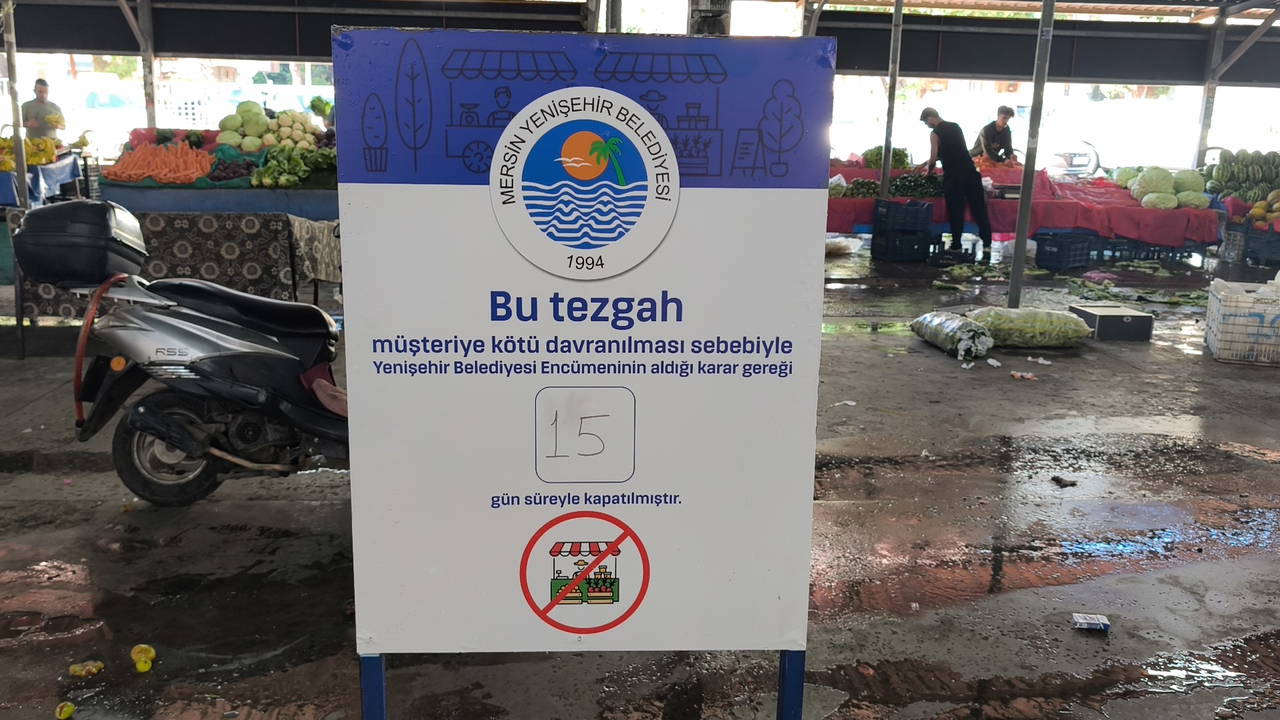 MERSİN YENİŞEHİR BELEDİYESİ
1994
Bu tezgah
müşteriye kötü davranılması sebebiyle
Yenişehir Belediyesi Encümeninin aldığı karar gereği
15
gün süreyle kapatılmıştır.
RSS